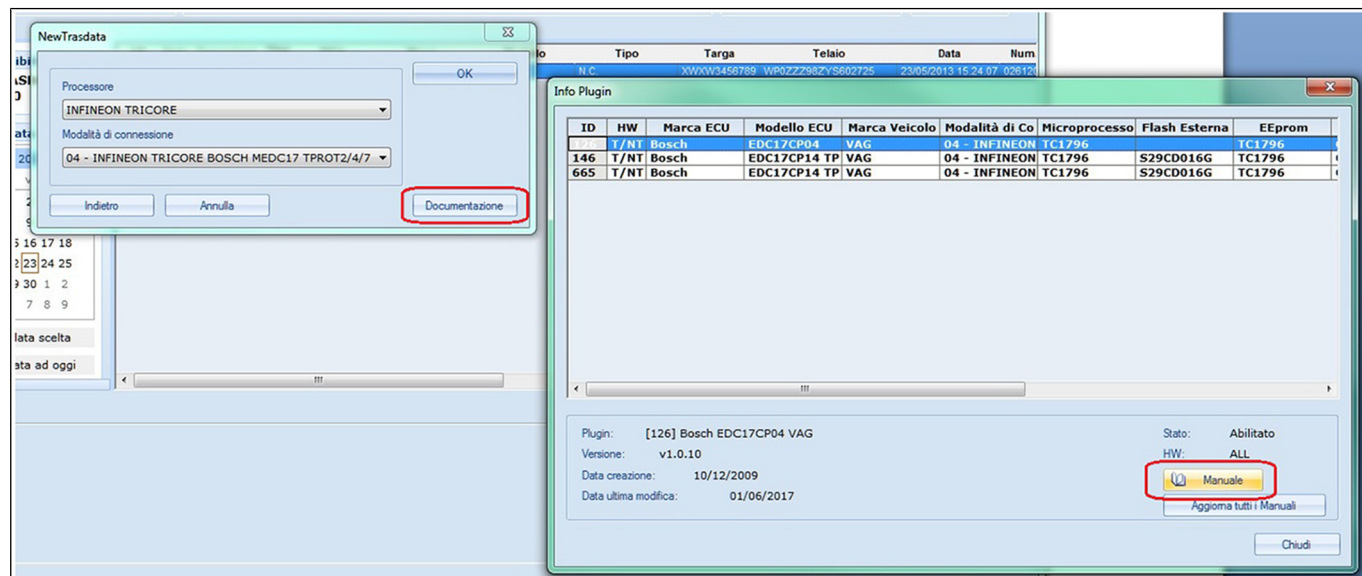 NewTrasdata
Processore
INFINEON TRICORE
Modalità di connessione
04 - INFINEON TRICORE BOSCH MEDC17 TPROT2/4/7
OK
Indietro
Annulla
Documentazione
Tipo Targa Telaio Data Num
N.C. XWXW3456789 WP0ZZZ98ZYS602725 23/05/2013 15.24.07 02612
16 17 18
23 24 25
30 1 2
7 8 9
lata scelta
ata ad oggi
Info Plugin
ID HW Marca ECU Modello ECU Marca Veicolo Modalità di Co Microprocesso Flash Esterna EEprom
126 T/NT Bosch EDC17CP04 VAG 04 - INFINEON TC1796 TC1796
146 T/NT Bosch EDC17CP14 TP VAG 04 - INFINEON TC1796 S29CD016G TC1796
665 T/NT Bosch EDC17CP14 TP VAG 04 - INFINEON TC1796 S29CD016G TC1796
Plugin: [126] Bosch EDC17CP04 VAG
Versione: v1.0.10
Data creazione: 10/12/2009
Data ultima modifica: 01/06/2017
Stato: Abilitato
HW: ALL
Manuale
Aggiorna tutti i Manuali
Chiudi